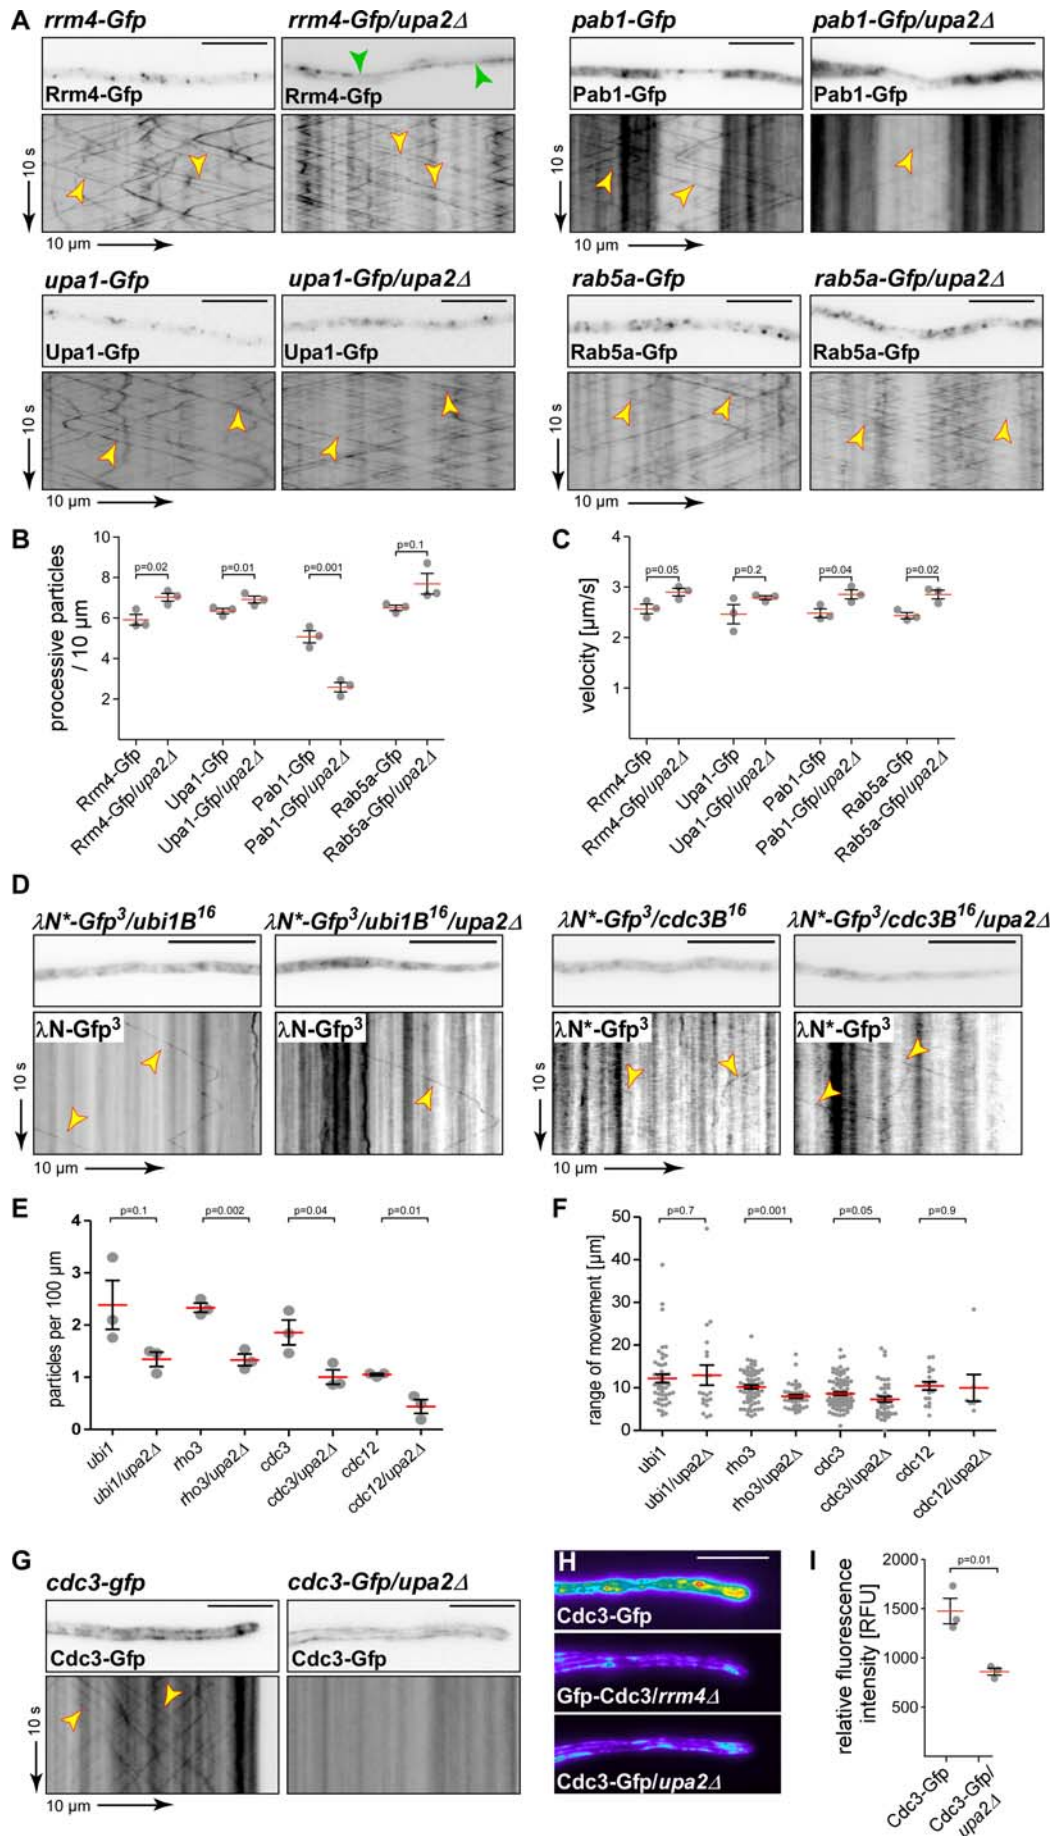 A
rrm4-Gfp rrm4-Gfp/upa2Δ pab1-Gfp pab1-Gfp/upa2Δ
Rrm4-Gfp Rrm4-Gfp Pab1-Gfp Pab1-Gfp
10 s 10 s
10 µm 10 µm
upa1-Gfp upa1-Gfp/upa2Δ rab5a-Gfp rab5a-Gfp/upa2Δ
Upa1-Gfp Upa1-Gfp Rab5a-Gfp Rab5a-Gfp
10 s 10 s
10 µm 10 µm
B
processive particles
/ 10 µm
10
8
6
4
2
p=0.02 p=0.01 p=0.001 p=0.1
Rrm4-Gfp
Rrm4-Gfp/upa2Δ
Upa1-Gfp
Upa1-Gfp/upa2Δ
Pab1-Gfp
Pab1-Gfp/upa2Δ
Rab5a-Gfp
Rab5a-Gfp/upa2Δ
C
velocity [µm/s]
4
3
2
1
p=0.05 p=0.2 p=0.04 p=0.02
Rrm4-Gfp
Rrm4-Gfp/upa2Δ
Upa1-Gfp
Upa1-Gfp/upa2Δ
Pab1-Gfp
Pab1-Gfp/upa2Δ
Rab5a-Gfp
Rab5a-Gfp/upa2Δ
D
λN*-Gfp³/ubi1B¹⁶ λN*-Gfp³/ubi1B¹⁶/upa2Δ λN*-Gfp³/cdc3B¹⁶ λN*-Gfp³/cdc3B¹⁶/upa2Δ
λN-Gfp³ λN-Gfp³ λN*-Gfp³ λN*-Gfp³
10 s 10 s
10 µm 10 µm
E
particles per 100 µm
4
3
2
1
0
p=0.1 p=0.002 p=0.04 p=0.01
ubi1
ubi1/upa2Δ
rho3
rho3/upa2Δ
cdc3
cdc3/upa2Δ
cdc12
cdc12/upa2Δ
F
range of movement [µm]
50
40
30
20
10
0
p=0.7 p=0.001 p=0.05 p=0.9
ubi1
ubi1/upa2Δ
rho3
rho3/upa2Δ
cdc3
cdc3/upa2Δ
cdc12
cdc12/upa2Δ
G
cdc3-gfp cdc3-Gfp/upa2Δ
Cdc3-Gfp Cdc3-Gfp
10 s
10 µm
H
Cdc3-Gfp
Gfp-Cdc3/rrm4Δ
Cdc3-Gfp/upa2Δ
I
relative fluorescence
intensity [RFU]
2000
1500
1000
500
p=0.01
Cdc3-Gfp
Cdc3-Gfp/
upa2Δ